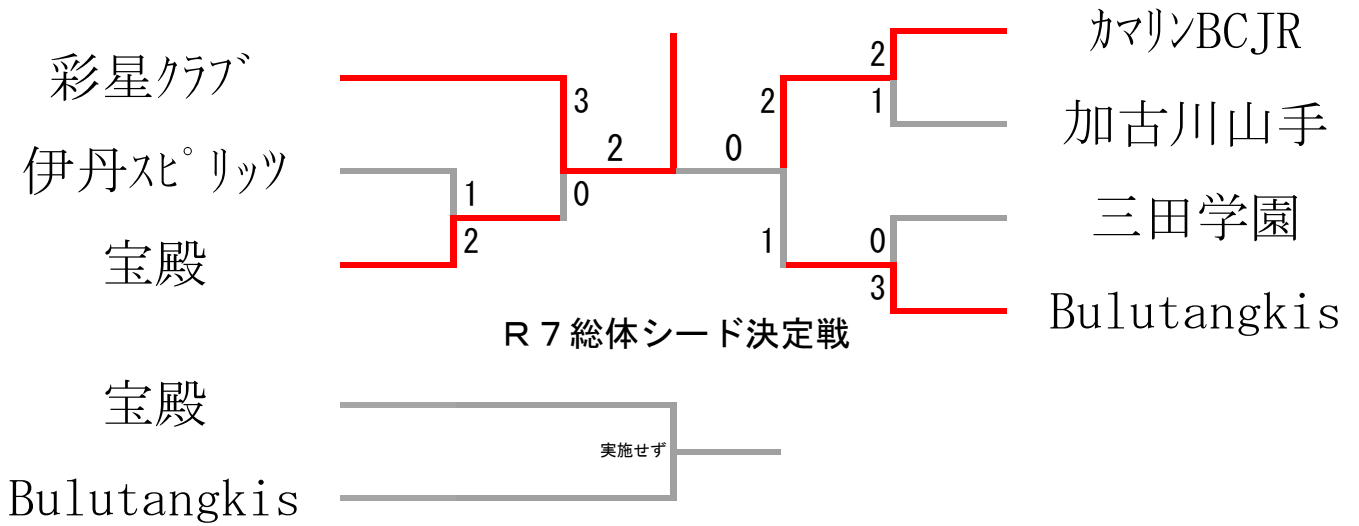 彩星ｸﾗﾌﾞ
伊丹ｽﾋﾟﾘｯﾂ
宝殿
3
2
0
1
0
2
ｶﾏﾘﾝBCJR
加古川山手
三田学園
Bulutangkis
2
1
2
0
1
3
Ｒ７総体シード決定戦
宝殿
Bulutangkis
実施せず